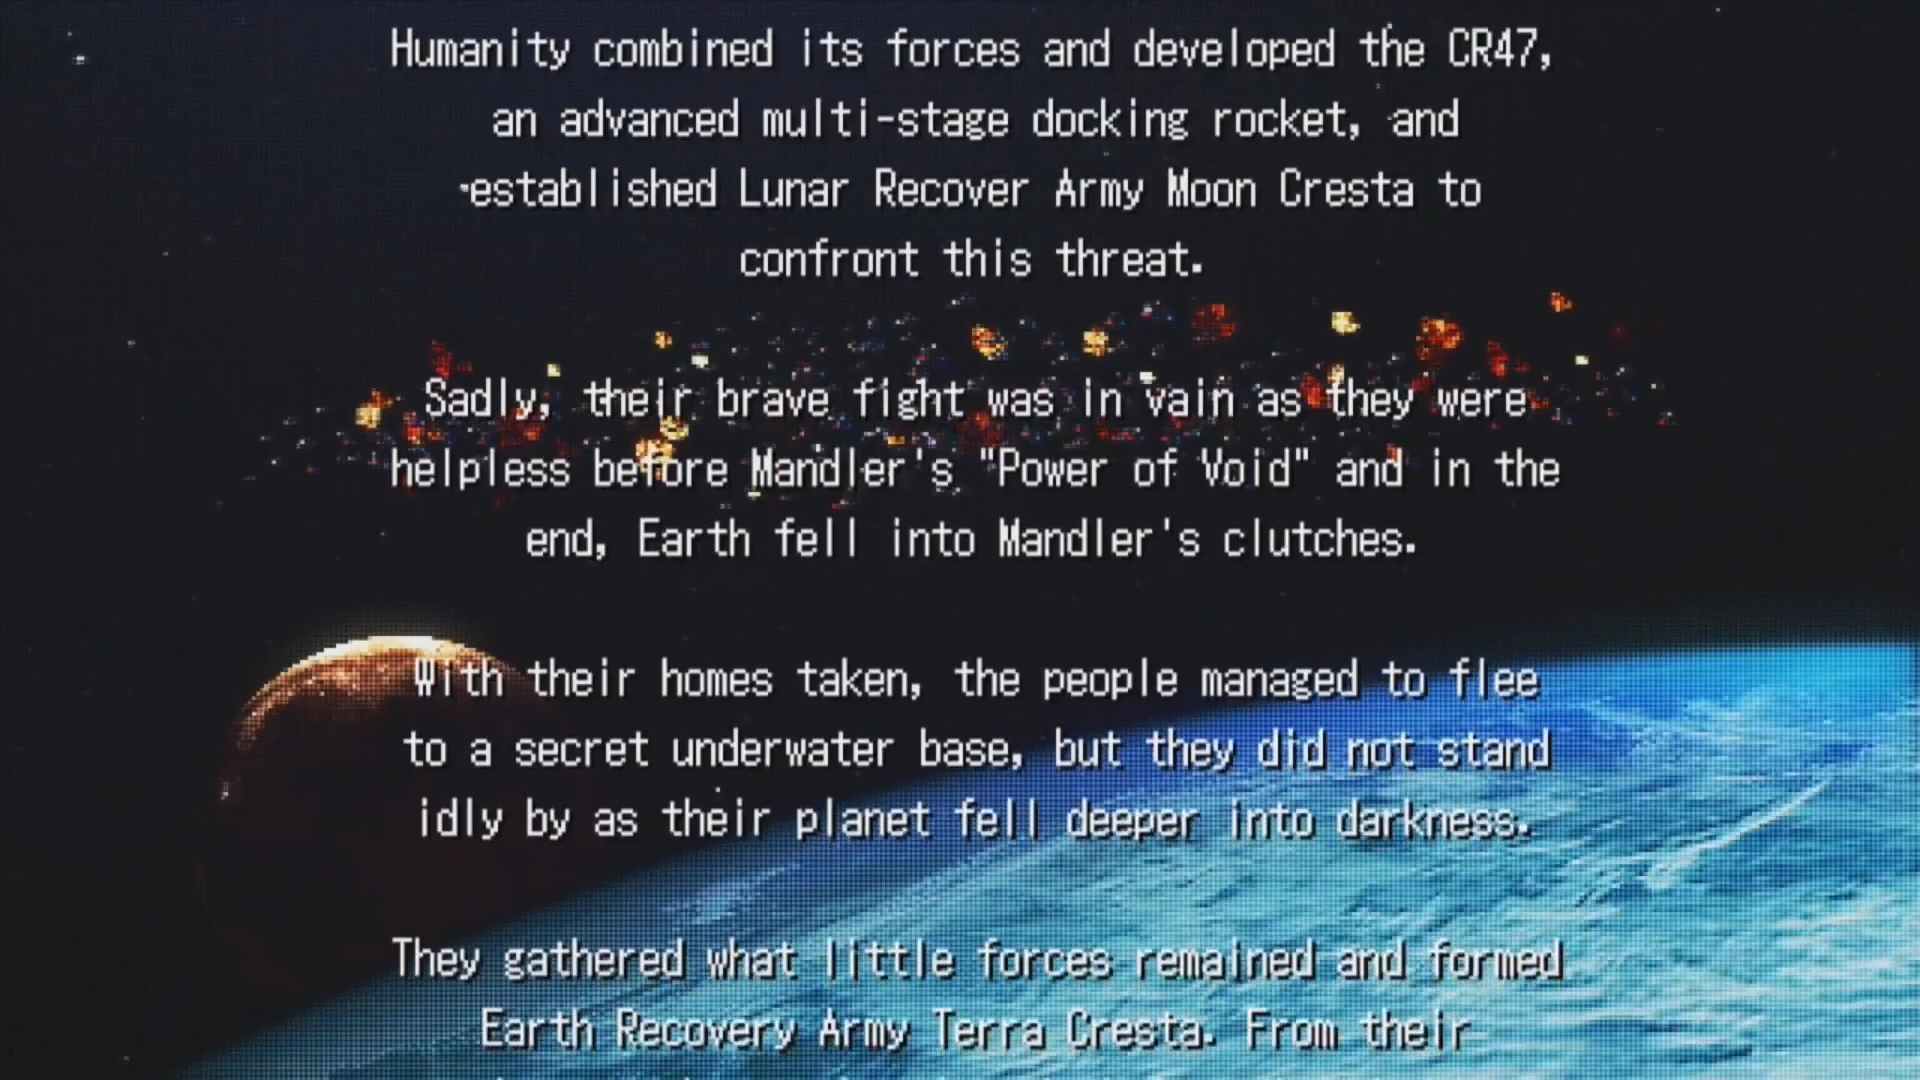 Humanity combined its forces and developed the CR47,
an advanced multi-stage docking rocket, and
established Lunar Recover Army Moon Cresta to
confront this threat.
Sadly, their brave fight was in vain as they were
helpless before Mandler's "Power of Void" and in the
end, Earth fell into Mandler's clutches.
With their homes taken, the people managed to flee
to a secret underwater base, but they did not stand
idly by as their planet fell deeper into darkness.
They gathered what little forces remained and formed
Earth Recovery Army Terra Cresta. From their